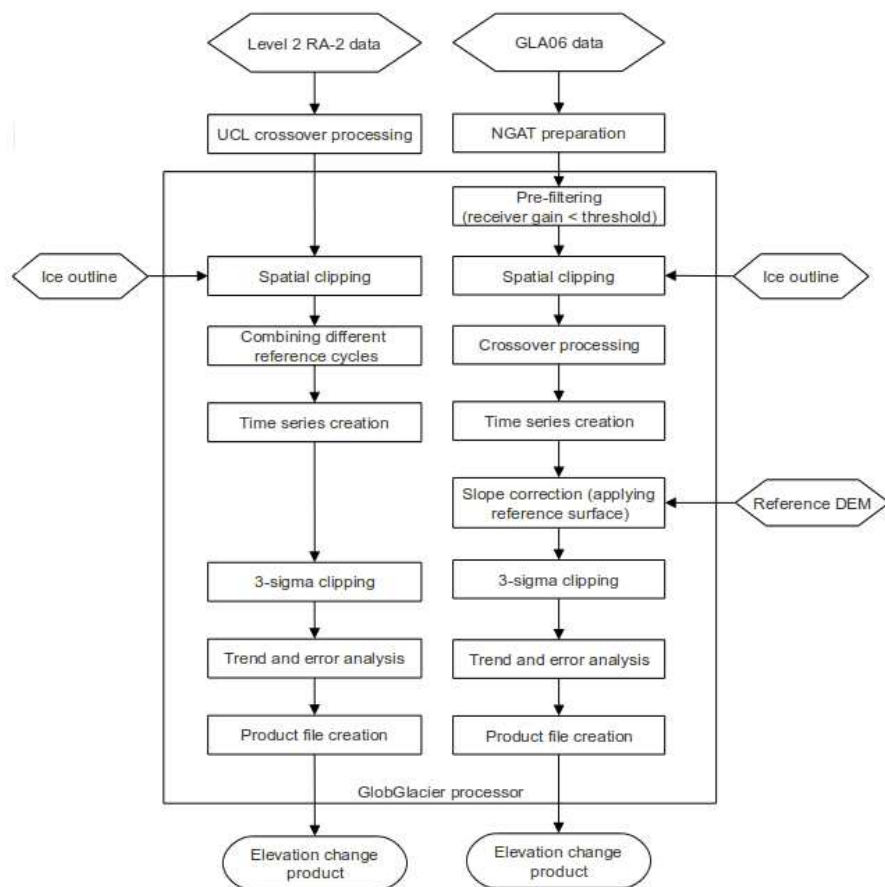 Level 2 RA-2 data
GLA06 data
UCL crossover processing
NGAT preparation
Pre-filtering
(receiver gain < threshold)
Ice outline
Spatial clipping
Spatial clipping
Ice outline
Combining different
reference cycles
Crossover processing
Time series creation
Time series creation
Slope correction (applying
reference surface)
Reference DEM
3-sigma clipping
3-sigma clipping
Trend and error analysis
Trend and error analysis
Product file creation
Product file creation
GlobGlacier processor
Elevation change
product
Elevation change
product